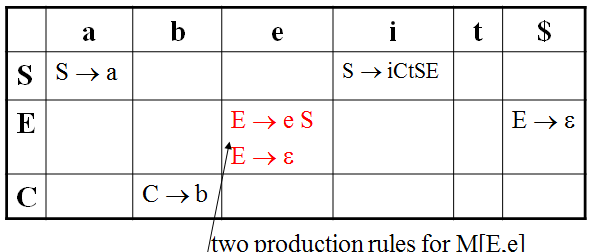 a b e i t $
S S → a S → iCtSE
E E → e S E → ε
E → ε
C C → b
two production rules for M[E,e]